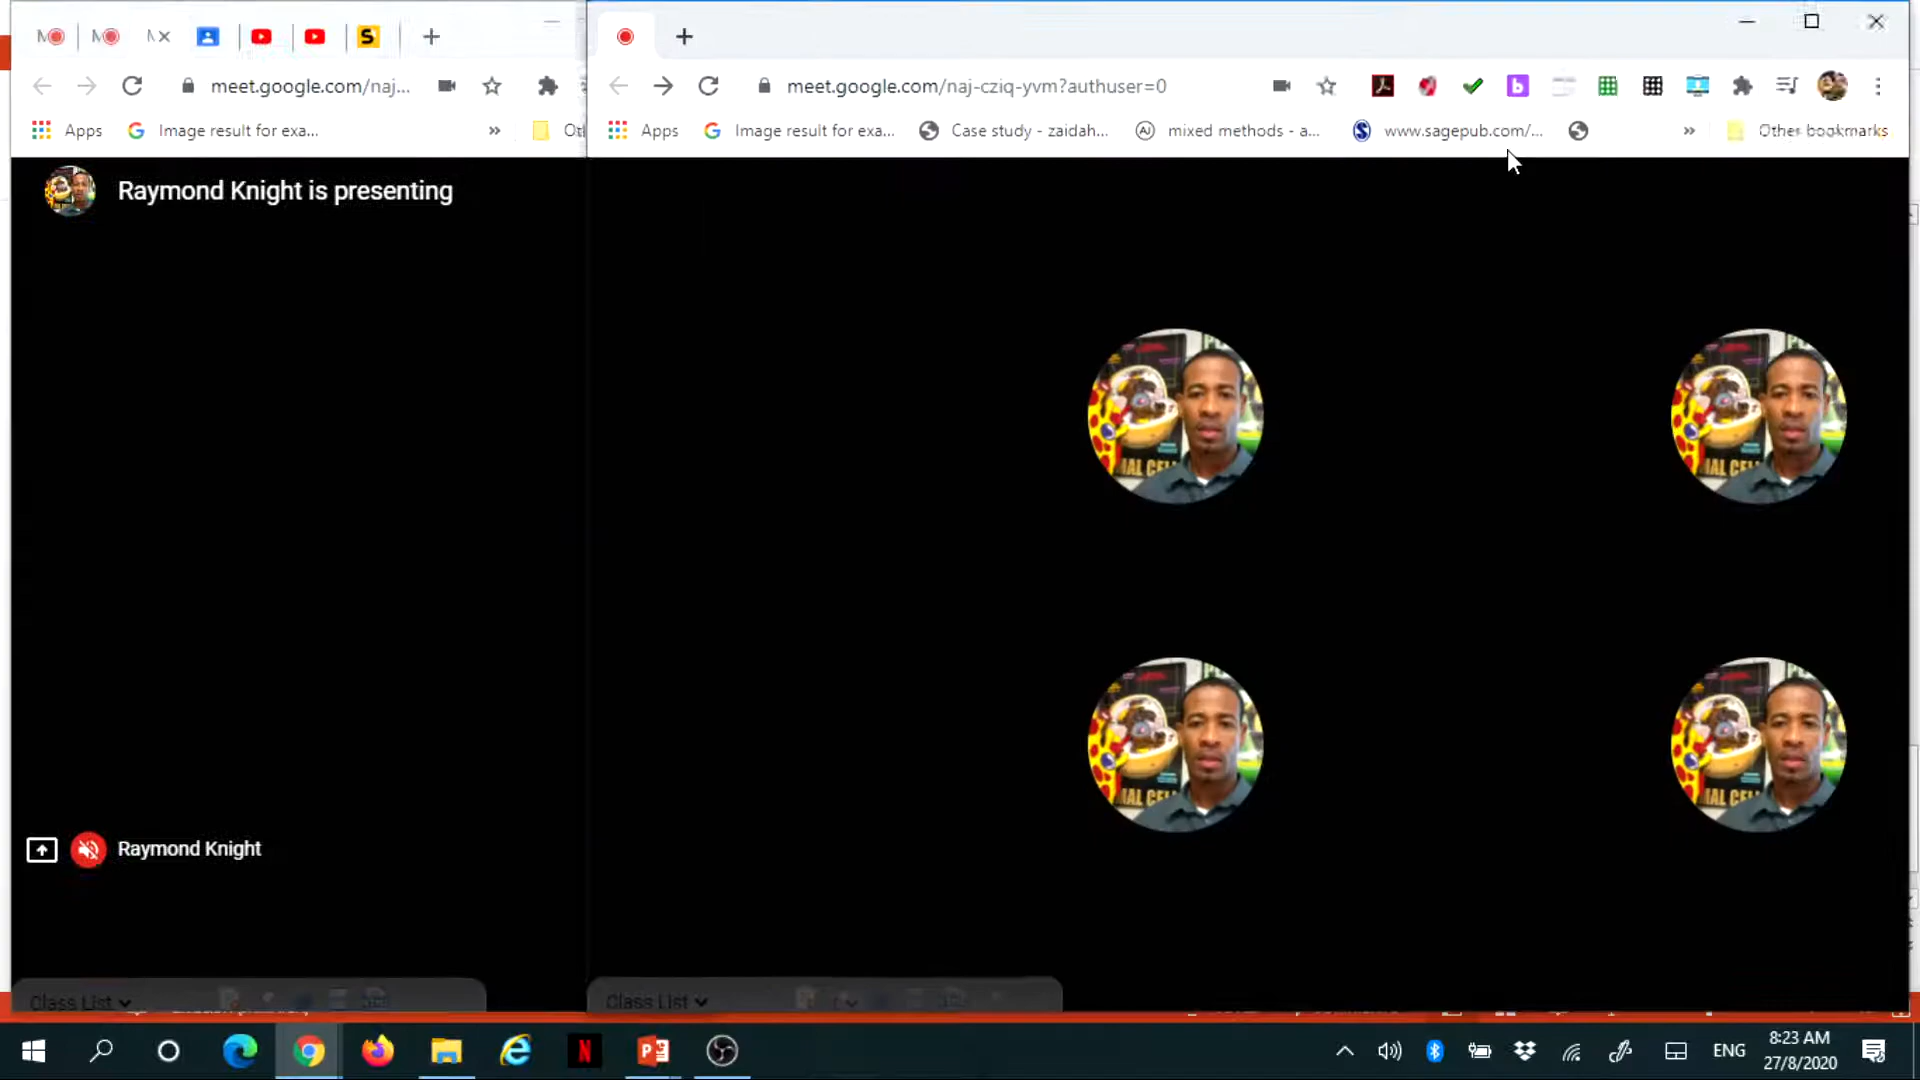 meet.google.com/naj...
meet.google.com/naj-cziq-yvm?authuser=0
Apps
Image result for exa...
»
Apps
Image result for exa...
Case study - zaidah...
mixed methods - a...
www.sagepub.com/...
»
Other bookmarks
Raymond Knight is presenting
Raymond Knight
Class List
Class List
ENG
8:23 AM
27/8/2020